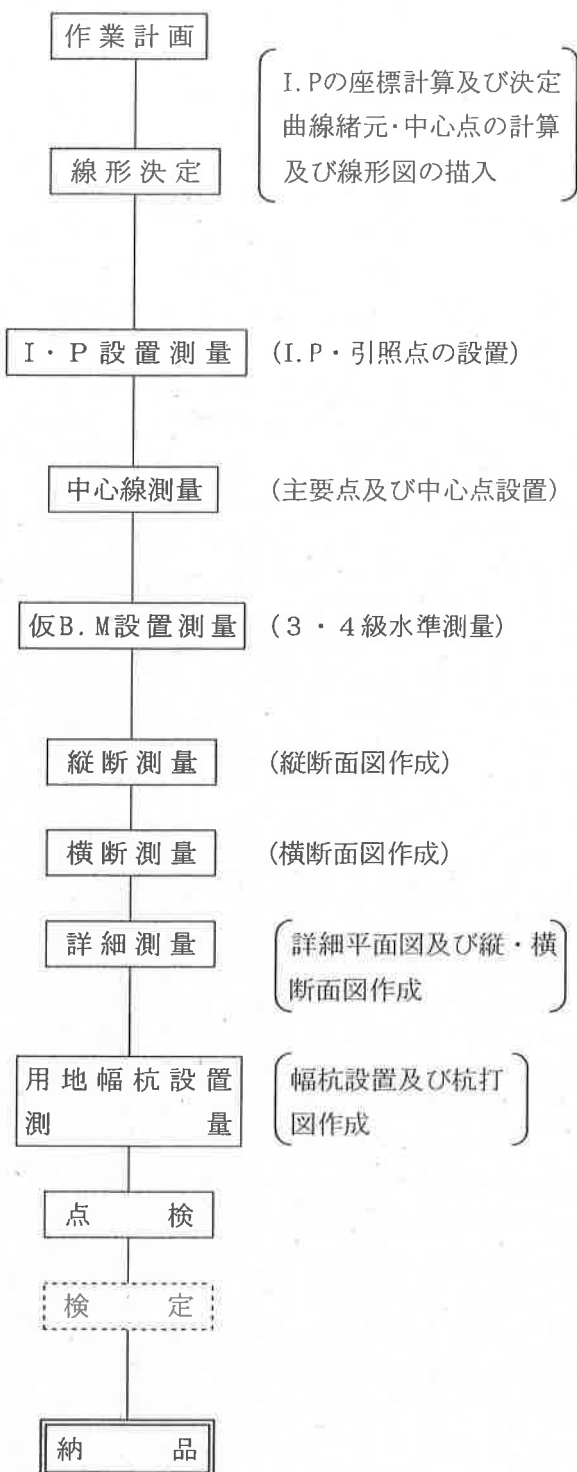 作業計画
I.Pの座標計算及び決定
曲線緒元・中心点の計算
及び線形図の描入
線形決定
I・P設置測量 (I.P・引照点の設置)
中心線測量 (主要点及び中心点設置)
仮B.M設置測量 (3・4級水準測量)
縦断測量 (縦断面図作成)
横断測量 (横断面図作成)
詳細測量
詳細平面図及び縦・横
断面図作成
用地幅杭設置
測量
幅杭設置及び杭打
図作成
点検
検定
納品